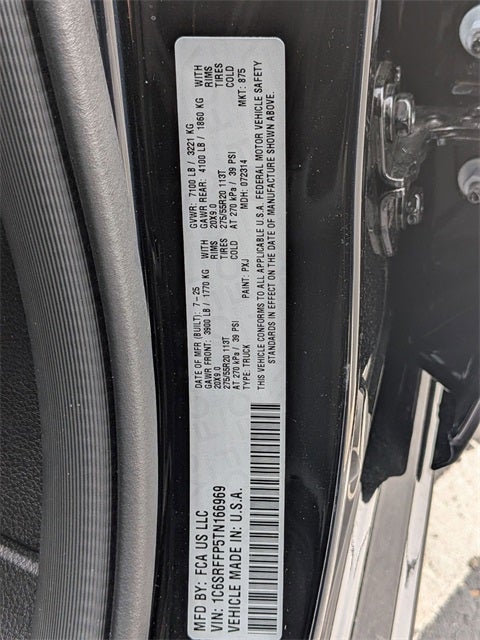 MFD BY: FCA US LLC
VIN: 1C6SRFFP5TN166969
VEHICLE MADE IN: U.S.A.
DATE OF MFR (BUILT): 7-25
GVWR: 7100 LB / 3221 KG
GAWR FRONT: 3900 LB / 1770 KG WITH
GAWR REAR: 4100 LB / 1860 KG WITH
20X9.0 RIMS
20X9.0 RIMS
275/55R20 113T TIRES
275/55R20 113T TIRES
AT 270 kPa / 39 PSI COLD
AT 270 kPa / 39 PSI COLD
TYPE: TRUCK PAINT: PXJ MDH: 072314 MKT: 875
THIS VEHICLE CONFORMS TO ALL APPLICABLE U.S.A. FEDERAL MOTOR VEHICLE SAFETY
STANDARDS IN EFFECT ON THE DATE OF MANUFACTURE SHOWN ABOVE.